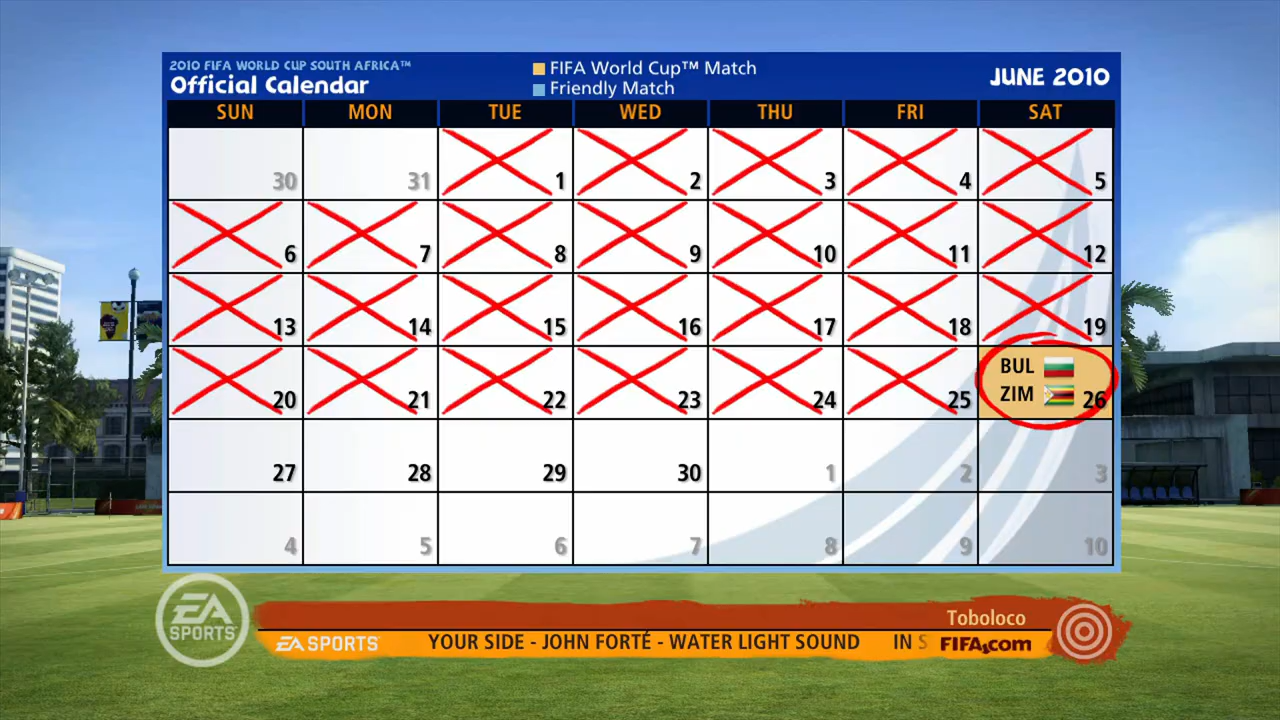 2010 FIFA WORLD CUP SOUTH AFRICA™
Official Calendar
FIFA World Cup™ Match
Friendly Match
JUNE 2010
SUN MON TUE WED THU FRI SAT
30 31 1 2 3 4 5
6 7 8 9 10 11 12
13 14 15 16 17 18 19
BUL
ZIM
20 21 22 23 24 25 26
27 28 29 30 1 2 3
4 5 6 7 8 9 10
EA
SPORTS™
Toboloco
EA SPORTS™
YOUR SIDE - JOHN FORTÉ - WATER LIGHT SOUND IN S
FIFA.com